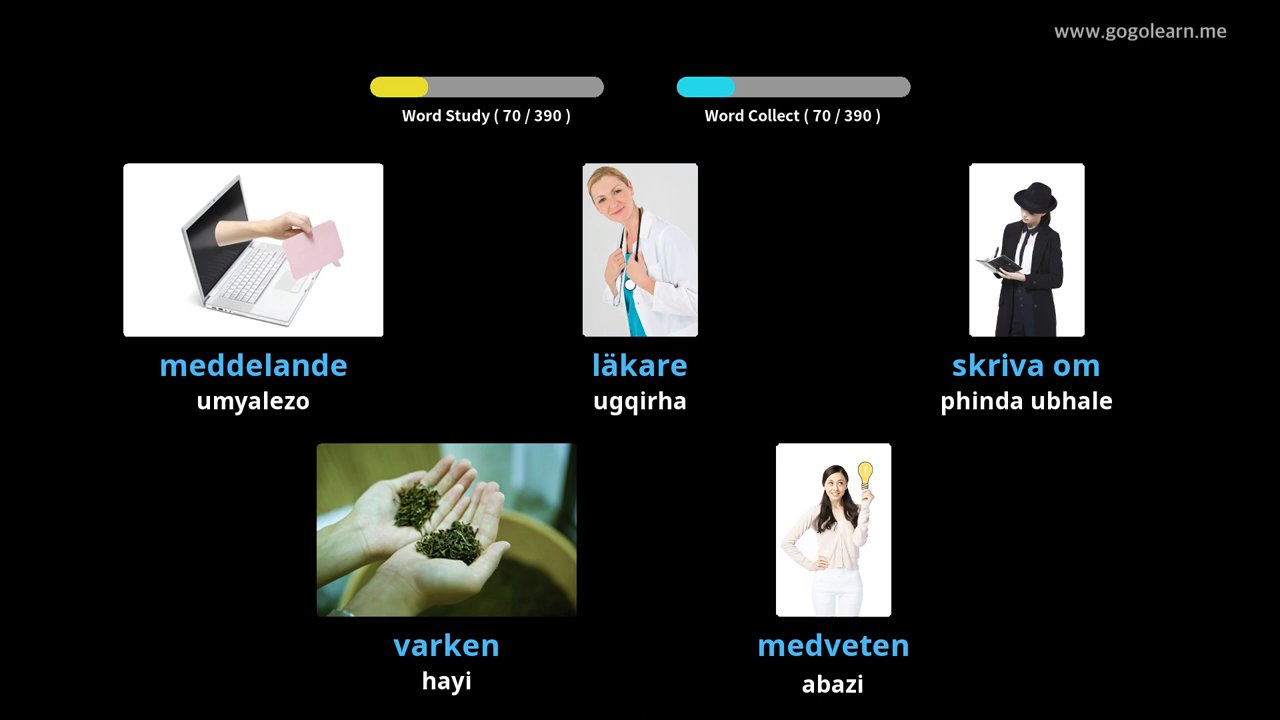 www.gogolearn.me
Word Study ( 70 / 390 )
Word Collect ( 70 / 390 )
meddelande
umyalezo
läkare
ugqirha
skriva om
phinda ubhale
varken
hayi
medveten
abazi